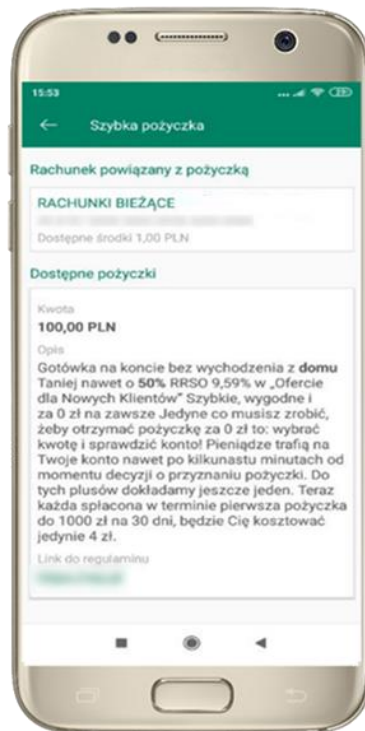 15:53
Szybka pożyczka
Rachunek powiązany z pożyczką
RACHUNKI BIEŻĄCE
Dostępne środki 1,00 PLN
Dostępne pożyczki
Kwota
100,00 PLN
Opis
Gotówka na koncie bez wychodzenia z domu
Taniej nawet o 50% RRSO 9,59% w „Ofercie
dla Nowych Klientów” Szybkie, wygodne i
za 0 zł na zawsze Jedyne co musisz zrobić,
żeby otrzymać pożyczkę za 0 zł to: wybrać
kwotę i sprawdzić konto! Pieniądze trafią na
Twoje konto nawet po kilkunastu minutach od
momentu decyzji o przyznaniu pożyczki. Do
tych plusów dokładamy jeszcze jeden. Teraz
każda spłacona w terminie pierwsza pożyczka
do 1000 zł na 30 dni, będzie Cię kosztować
jedynie 4 zł.
Link do regulaminu